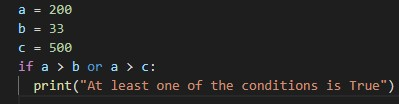 a = 200
b = 33
c = 500
if a > b or a > c:
  print("At least one of the conditions is True")